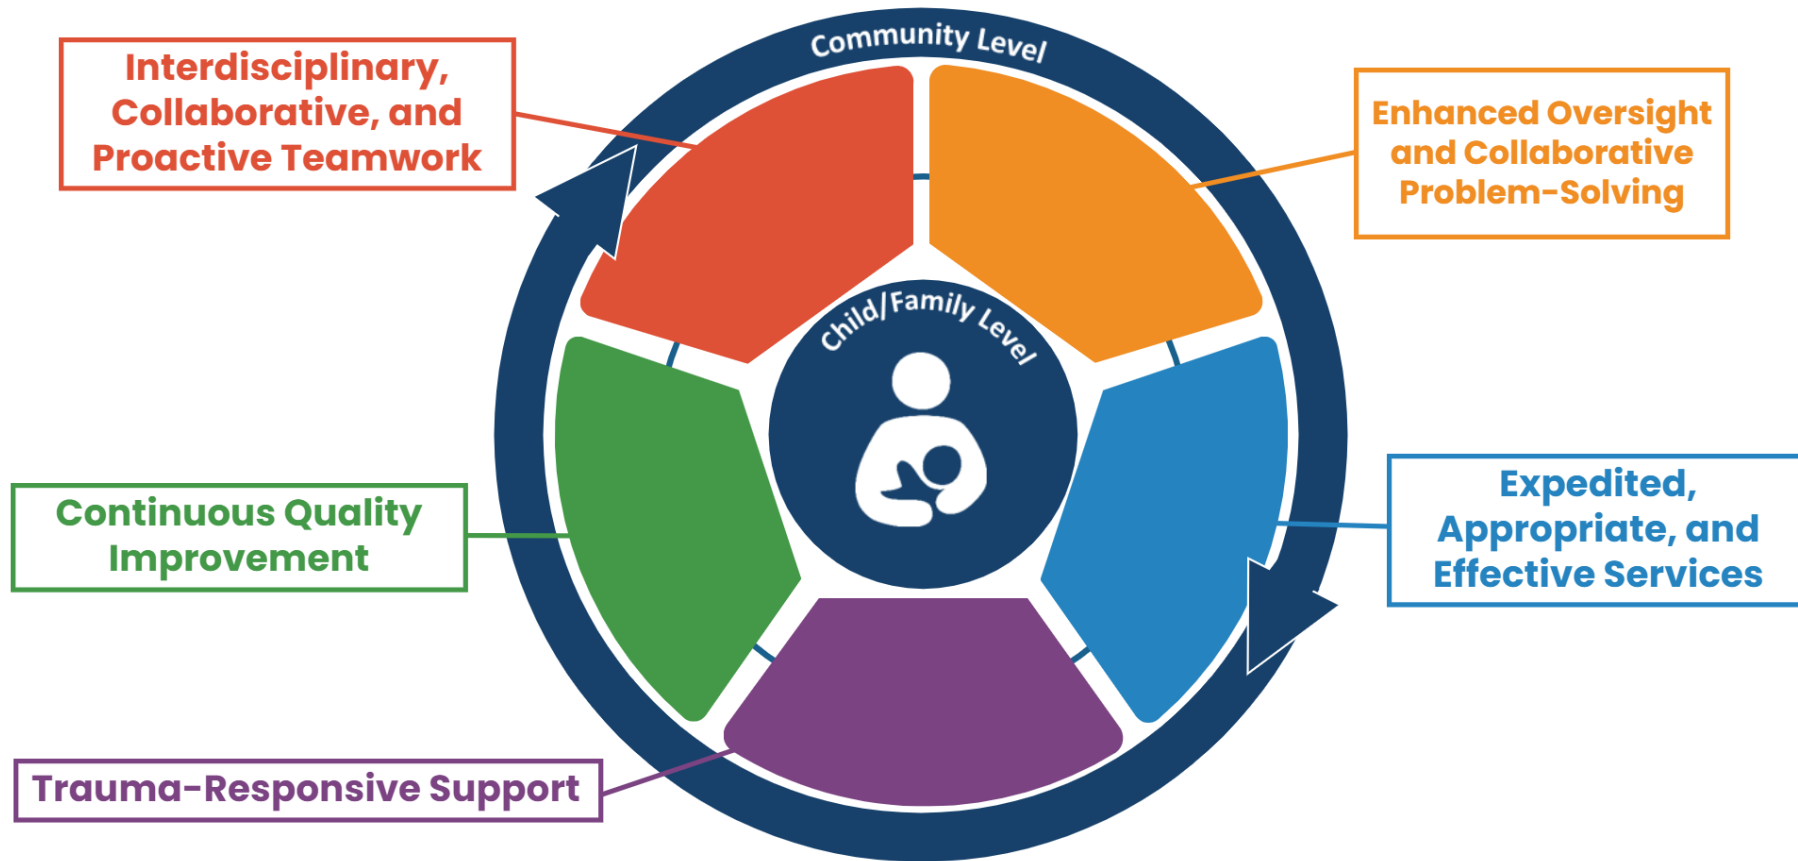 Community Level
Interdisciplinary,
Collaborative, and
Proactive Teamwork
Enhanced Oversight
and Collaborative
Problem-Solving
Child/Family Level
Continuous Quality
Improvement
Expedited,
Appropriate, and
Effective Services
Trauma-Responsive Support